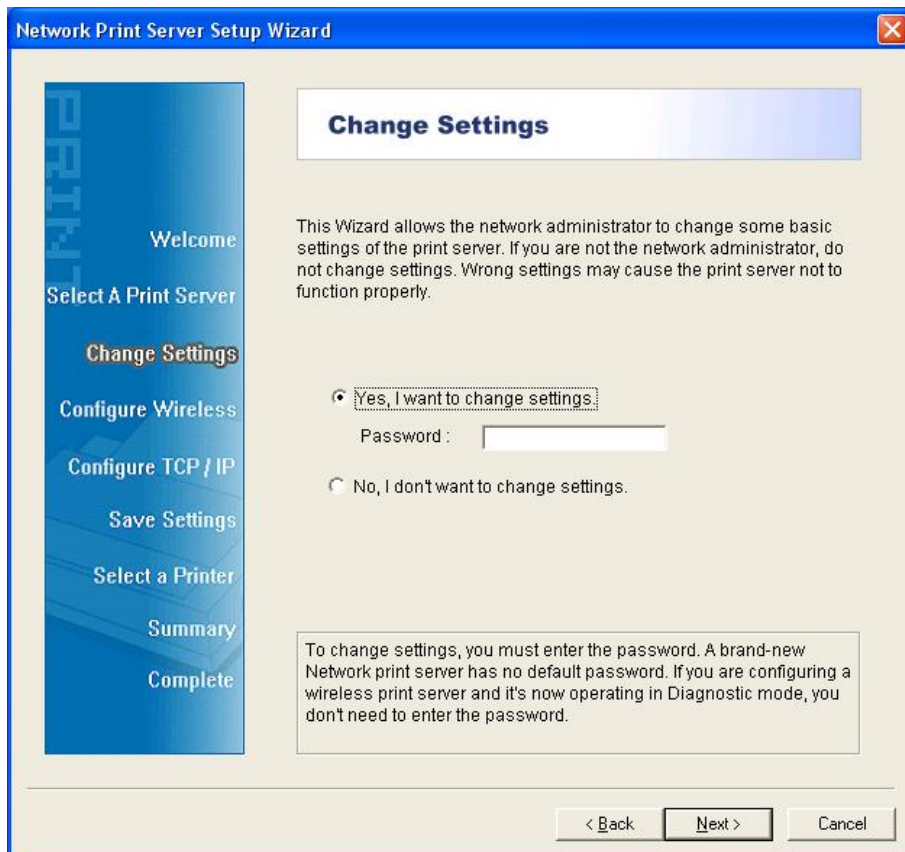 Network Print Server Setup Wizard
PRINT
Welcome
Select A Print Server
Change Settings
Configure Wireless
Configure TCP / IP
Save Settings
Select a Printer
Summary
Complete
Change Settings
This Wizard allows the network administrator to change some basic
settings of the print server. If you are not the network administrator, do
not change settings. Wrong settings may cause the print server not to
function properly.
Yes, I want to change settings.
Password :
No, I don't want to change settings.
To change settings, you must enter the password. A brand-new
Network print server has no default password. If you are configuring a
wireless print server and it's now operating in Diagnostic mode, you
don't need to enter the password.
< Back
Next >
Cancel